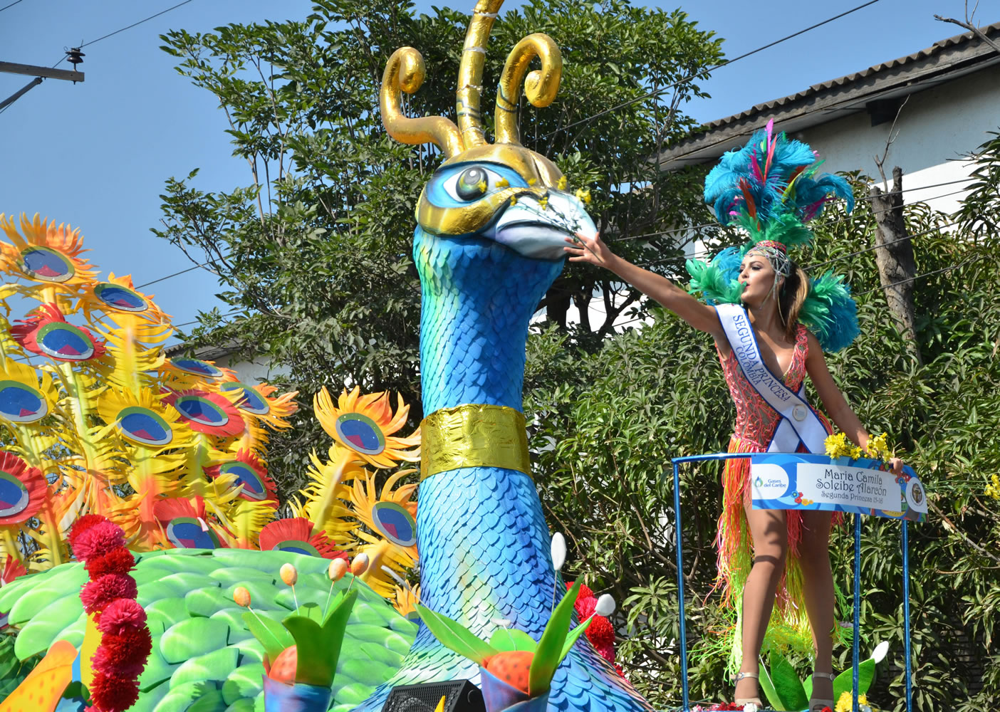 SEGUNDA PRINCESA
COLOMBIA
Gases
del Caribe
Maria Camila
Soleibe Alarcón
Segunda Princesa 15-16